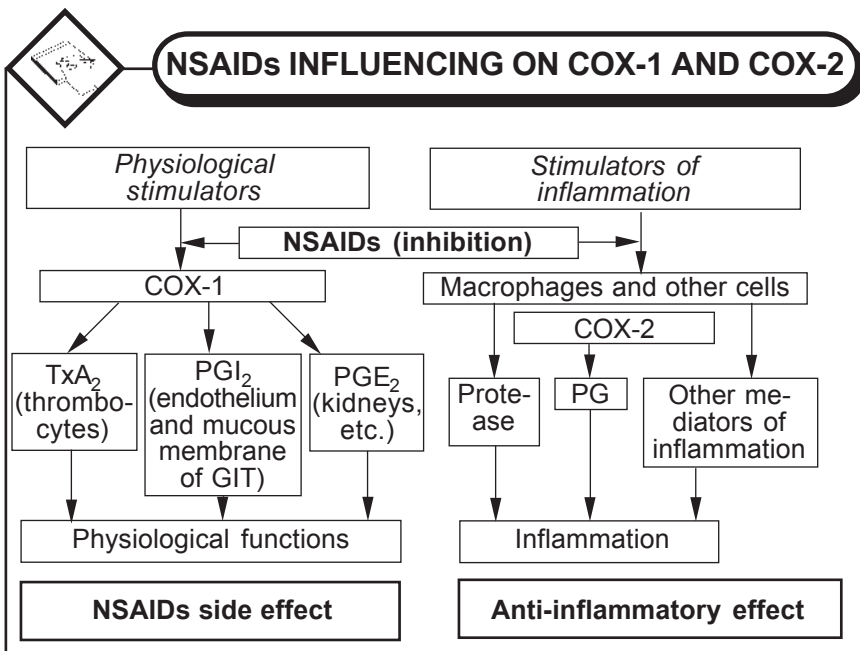 NSAIDs INFLUENCING ON COX-1 AND COX-2
Physiological
stimulators
Stimulators of
inflammation
NSAIDs (inhibition)
COX-1
Macrophages and other cells
COX-2
TxA2
(thrombo-
cytes)
PGI2
(endothelium
and mucous
membrane
of GIT)
PGE2
(kidneys,
etc.)
Prote-
ase
PG
Other me-
diators of
inflammation
Physiological functions
Inflammation
NSAIDs side effect
Anti-inflammatory effect